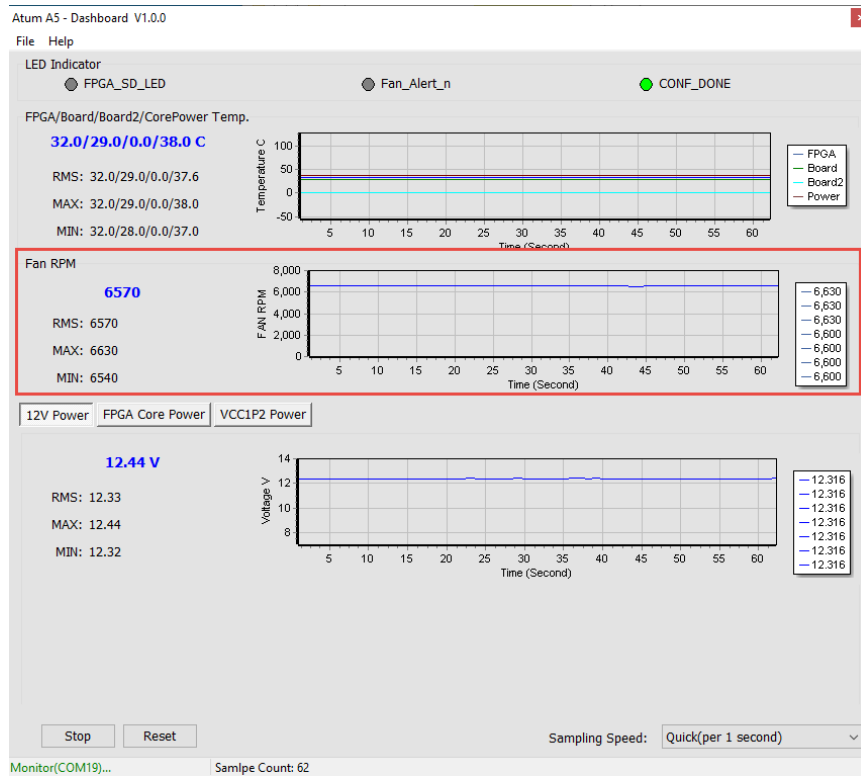 Atum A5 - Dashboard V1.0.0
File Help
LED Indicator
FPGA_SD_LED Fan_Alert_n CONF_DONE
FPGA/Board/Board2/CorePower Temp.
32.0/29.0/0.0/38.0 C
RMS: 32.0/29.0/0.0/37.6
MAX: 32.0/29.0/0.0/38.0
MIN: 32.0/28.0/0.0/37.0
Temperature C
100
50
0
-50
5 10 15 20 25 30 35 40 45 50 55 60
Time (Second)
FPGA
Board
Board2
Power
Fan RPM
6570
RMS: 6570
MAX: 6630
MIN: 6540
FAN RPM
8,000
6,000
4,000
2,000
0
5 10 15 20 25 30 35 40 45 50 55 60
Time (Second)
6,630
6,630
6,630
6,600
6,600
6,600
6,600
12V Power FPGA Core Power VCC1P2 Power
12.44 V
RMS: 12.33
MAX: 12.44
MIN: 12.32
Voltage V
14
12
10
8
5 10 15 20 25 30 35 40 45 50 55 60
Time (Second)
12.316
12.316
12.316
12.316
12.316
12.316
12.316
Stop Reset Sampling Speed: Quick(per 1 second)
Monitor(COM19)... Samlpe Count: 62